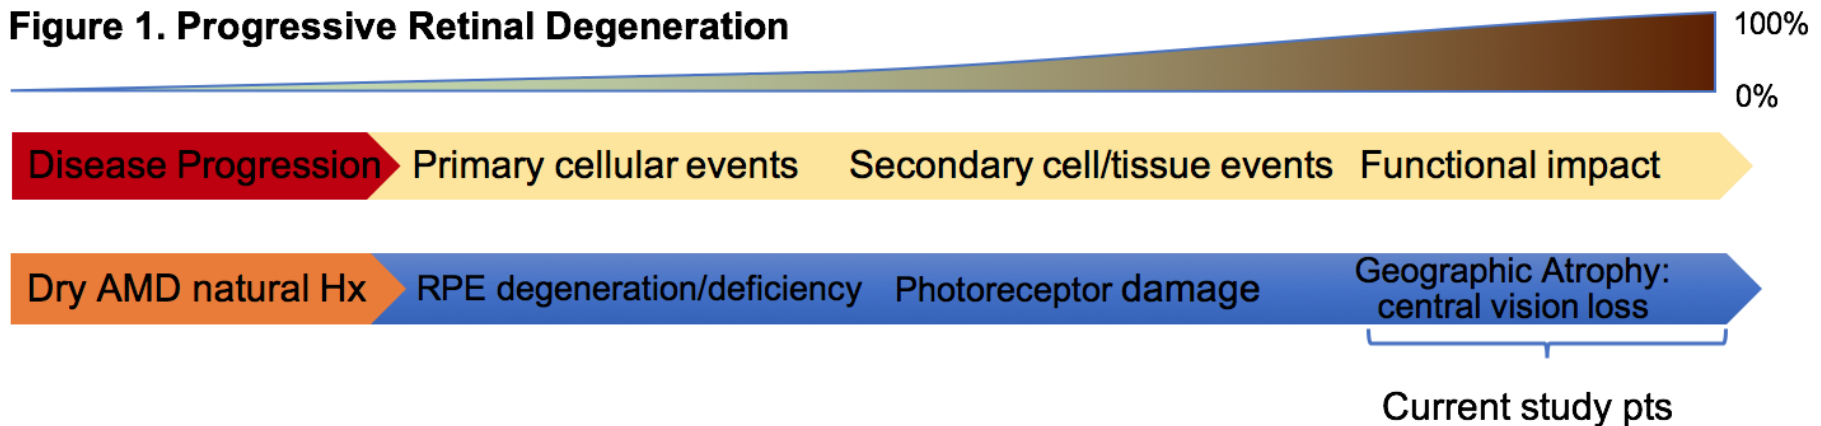 Figure 1. Progressive Retinal Degeneration
100%
0%
Disease Progression Primary cellular events Secondary cell/tissue events Functional impact
Dry AMD natural Hx RPE degeneration/deficiency Photoreceptor damage Geographic Atrophy:
central vision loss
Current study pts